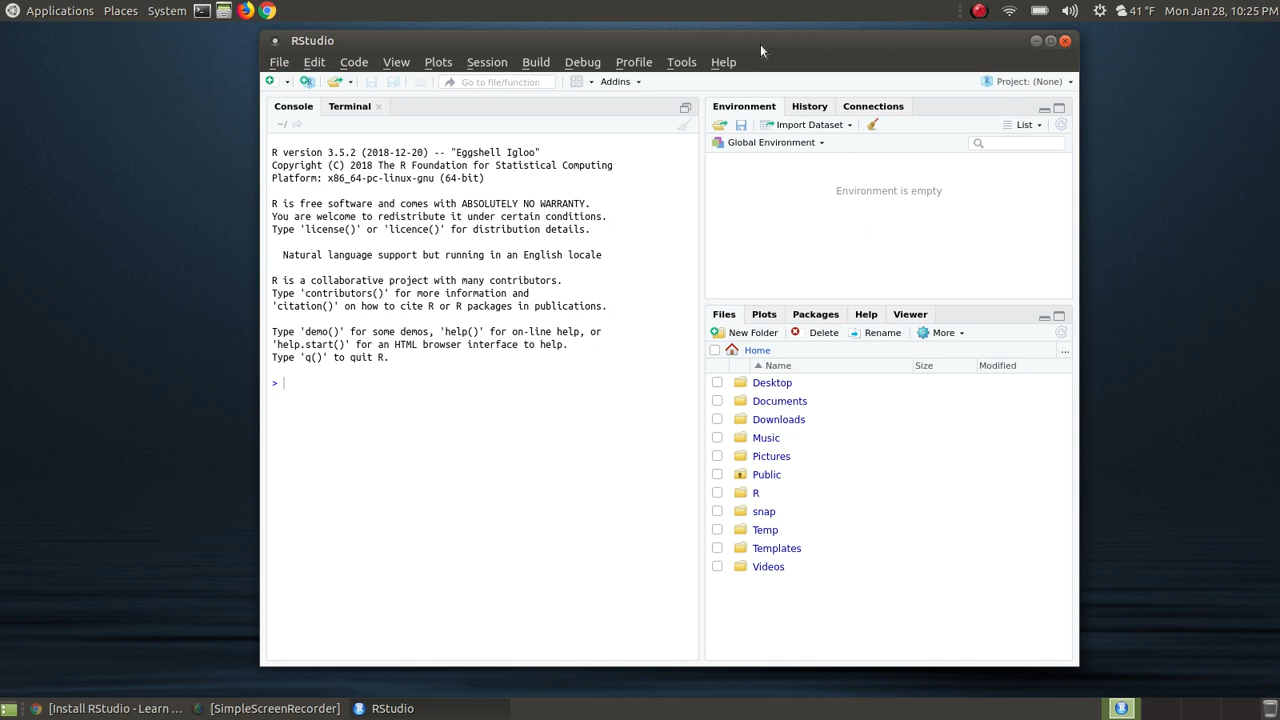 Applications Places System 41 °F Mon Jan 28, 10:25 PM
RStudio
File Edit Code View Plots Session Build Debug Profile Tools Help
Go to file/function Addins Project: (None)
Console Terminal
~/
R version 3.5.2 (2018-12-20) -- "Eggshell Igloo"
Copyright (C) 2018 The R Foundation for Statistical Computing
Platform: x86_64-pc-linux-gnu (64-bit)
R is free software and comes with ABSOLUTELY NO WARRANTY.
You are welcome to redistribute it under certain conditions.
Type 'license()' or 'licence()' for distribution details.
Natural language support but running in an English locale
R is a collaborative project with many contributors.
Type 'contributors()' for more information and
'citation()' on how to cite R or R packages in publications.
Type 'demo()' for some demos, 'help()' for on-line help, or
'help.start()' for an HTML browser interface to help.
Type 'q()' to quit R.
>
Environment History Connections
Import Dataset List
Global Environment
Environment is empty
Files Plots Packages Help Viewer
New Folder Delete Rename More
Home ...
Name Size Modified
Desktop
Documents
Downloads
Music
Pictures
Public
R
snap
Temp
Templates
Videos
[Install RStudio - Learn ... [SimpleScreenRecorder] RStudio